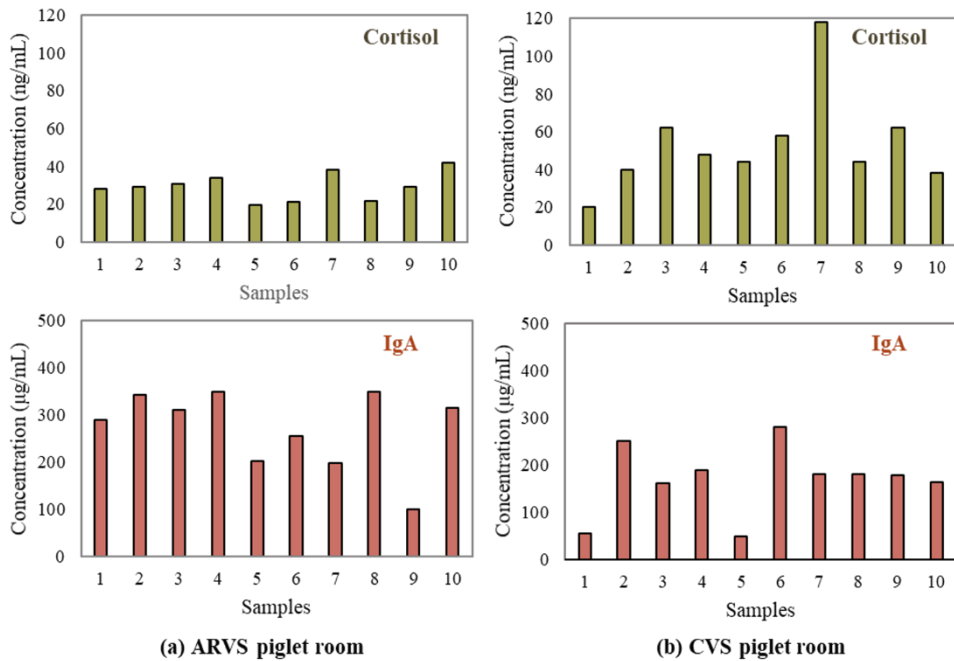 Cortisol
Concentration (ng/mL)
120
100
80
60
40
20
0
1 2 3 4 5 6 7 8 9 10
Samples
Cortisol
Concentration (ng/mL)
120
100
80
60
40
20
0
1 2 3 4 5 6 7 8 9 10
Samples
IgA
Concentration (µg/mL)
500
400
300
200
100
0
1 2 3 4 5 6 7 8 9 10
Samples
IgA
Concentration (µg/mL)
500
400
300
200
100
0
1 2 3 4 5 6 7 8 9 10
Samples
(a) ARVS piglet room
(b) CVS piglet room